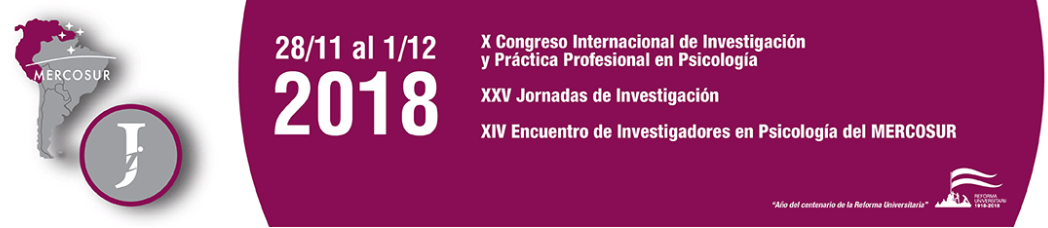 MERCOSUR
J
28/11 al 1/12
2018
X Congreso Internacional de Investigación
y Práctica Profesional en Psicología
XXV Jornadas de Investigación
XIV Encuentro de Investigadores en Psicología del MERCOSUR
"Año del centenario de la Reforma Universitaria"
REFORMA
UNIVERSITARIA
1918-2018